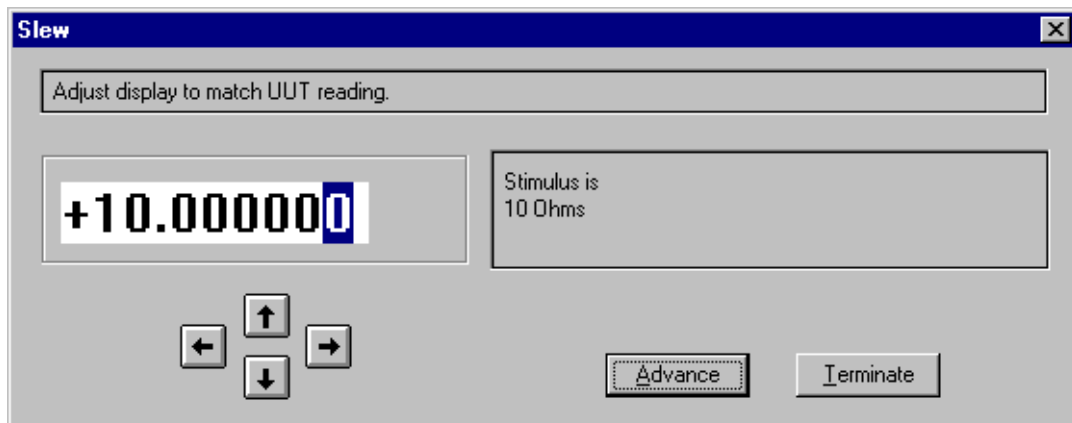 Slew
Adjust display to match UUT reading.
+10.000000
Stimulus is
10 Ohms
Advance
Terminate